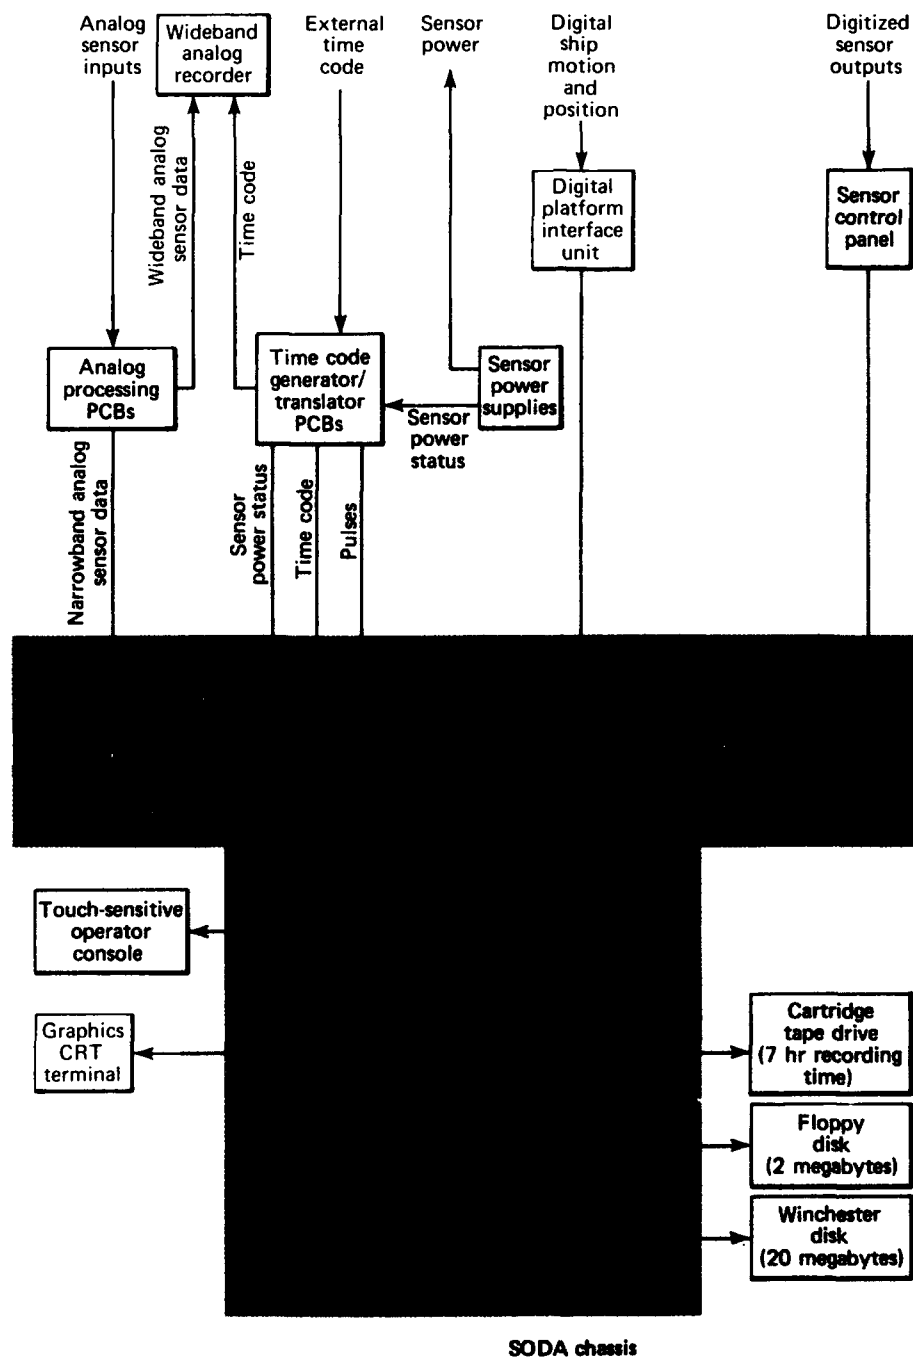 Analog
sensor
inputs
Wideband
analog
recorder
External
time
code
Sensor
power
Digital
ship
motion
and
position
Digitized
sensor
outputs
Wideband analog
sensor data
Time code
Digital
platform
interface
unit
Sensor
control
panel
Analog
processing
PCBs
Time code
generator/
translator
PCBs
Sensor
power
supplies
Sensor
power
status
Narrowband analog
sensor data
Sensor
power status
Time code
Pulses
Touch-sensitive
operator
console
Graphics
CRT
terminal
Cartridge
tape drive
(7 hr recording
time)
Floppy
disk
(2 megabytes)
Winchester
disk
(20 megabytes)
SODA chassis